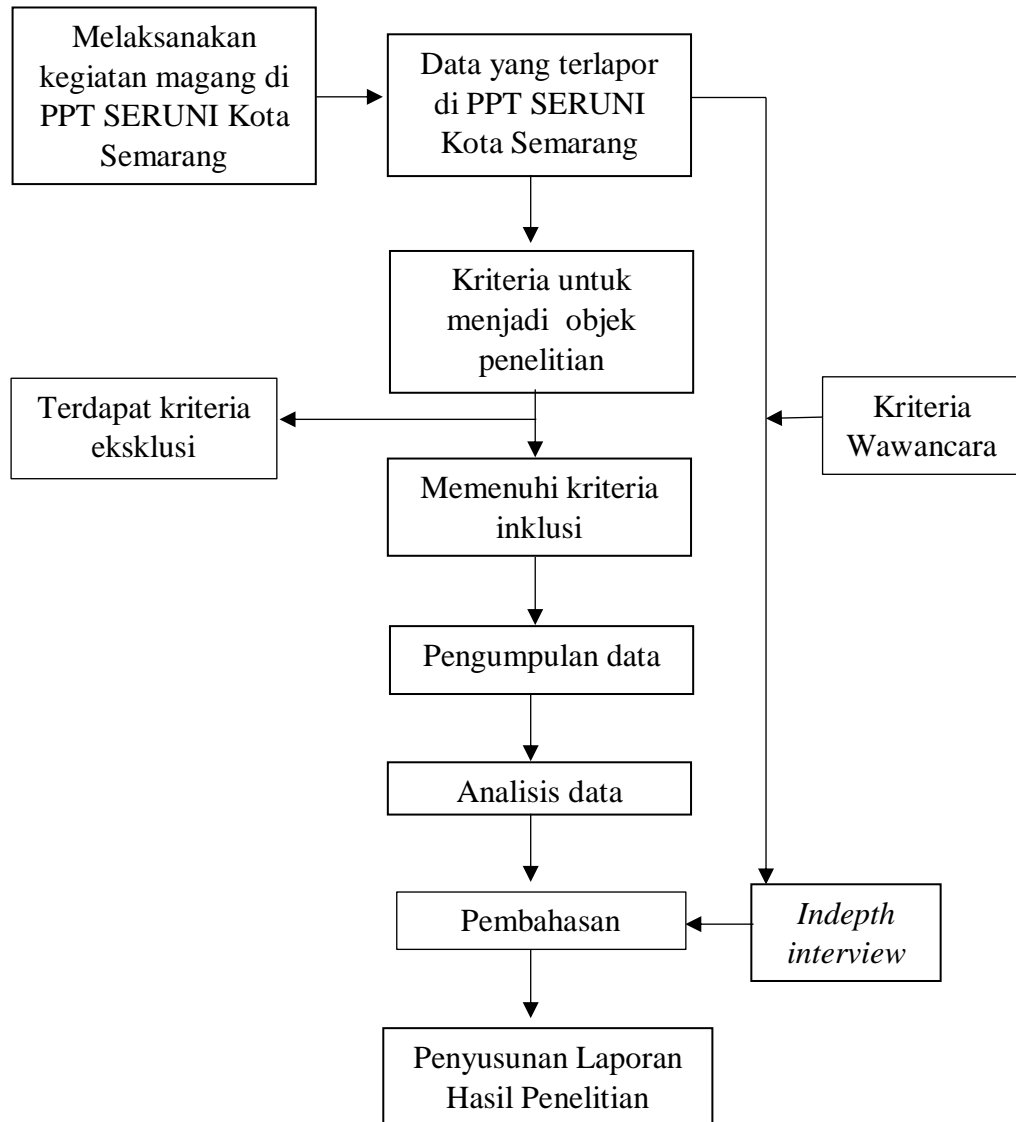 Melaksanakan
kegiatan magang di
PPT SERUNI Kota
Semarang
Data yang terlapor
di PPT SERUNI
Kota Semarang
Kriteria untuk
menjadi objek
penelitian
Terdapat kriteria
eksklusi
Kriteria
Wawancara
Memenuhi kriteria
inklusi
Pengumpulan data
Analisis data
Pembahasan
Indepth
interview
Penyusunan Laporan
Hasil Penelitian